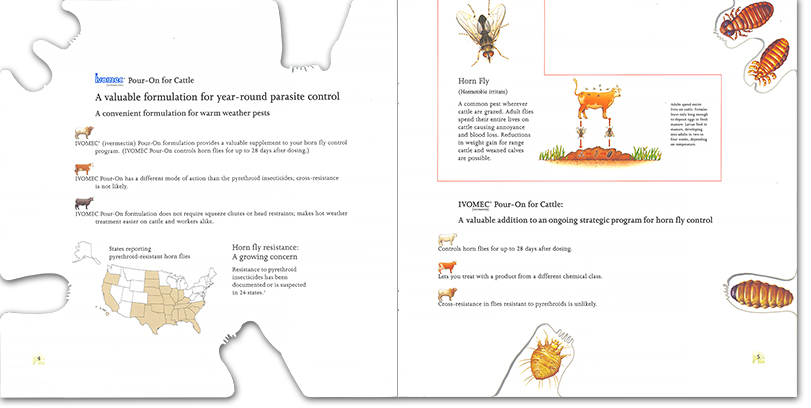 Ivomec® Pour-On for Cattle
(ivermectin)
A valuable formulation for year-round parasite control
A convenient formulation for warm weather pests
IVOMEC® (ivermectin) Pour-On formulation provides a valuable supplement to your horn fly control
program. (IVOMEC Pour-On controls horn flies for up to 28 days after dosing.)
IVOMEC Pour-On has a different mode of action than the pyrethroid insecticides; cross-resistance
is not likely.
IVOMEC Pour-On formulation does not require squeeze chutes or head restraints; makes hot weather
treatment easier on cattle and workers alike.
States reporting
pyrethroid-resistant horn flies
Horn fly resistance:
A growing concern
Resistance to pyrethroid
insecticides has been
documented or is suspected
in 24 states.²
4
Horn Fly
(Haematobia irritans)
A common pest wherever
cattle are grazed. Adult flies
spend their entire lives on
cattle causing annoyance
and blood loss. Reductions
in weight gain for range
cattle and weaned calves
are possible.
Adults spend entire
lives on cattle. Females
leave only long enough
to deposit eggs in fresh
manure. Larvae feed in
manure, developing
into adults in two to
four weeks, depending
on temperature.
IVOMEC® Pour-On for Cattle:
(ivermectin)
A valuable addition to an ongoing strategic program for horn fly control
Controls horn flies for up to 28 days after dosing.
Lets you treat with a product from a different chemical class.
Cross-resistance in flies resistant to pyrethroids is unlikely.
5